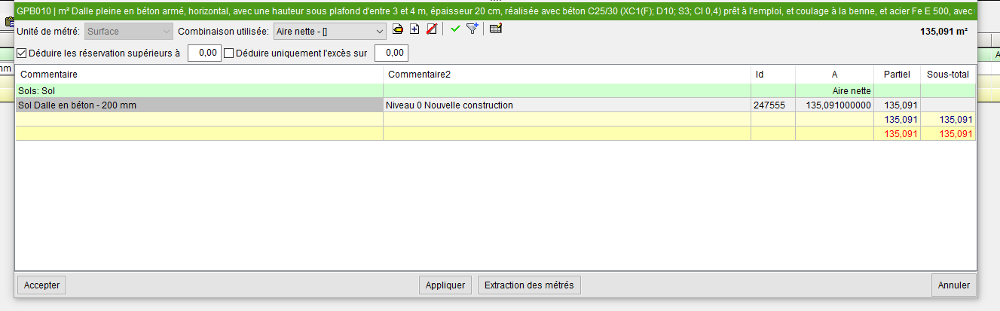 GPB010 | m² Dalle pleine en béton armé, horizontal, avec une hauteur sous plafond d'entre 3 et 4 m, épaisseur 20 cm, réalisée avec béton C25/30 (XC1(F); D10; S3; Cl 0,4) prêt à l'emploi, et coulage à la benne, et acier Fe E 500, avec
Unité de métré: Surface Combinaison utilisée: Aire nette - [] 135,091 m²
Déduire les réservation supérieurs à 0,00 Déduire uniquement l'excès sur 0,00
Commentaire Commentaire2 Id A Partiel Sous-total
Sols: Sol Aire nette
Sol Dalle en béton - 200 mm Niveau 0 Nouvelle construction 247555 135,091000000 135,091
135,091 135,091
135,091 135,091
Accepter Appliquer Extraction des métrés Annuler